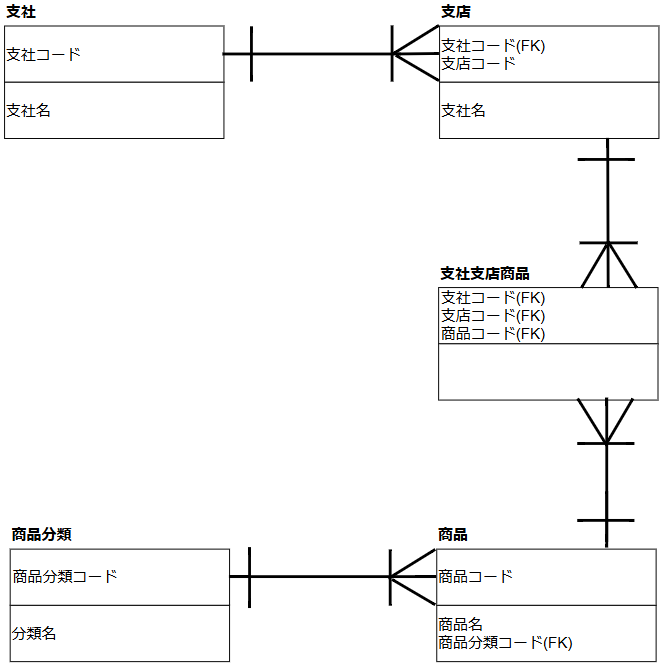 支社
支社コード
支社名
支店
支社コード(FK)
支店コード
支社名
支社支店商品
支社コード(FK)
支店コード(FK)
商品コード(FK)
商品分類
商品分類コード
分類名
商品
商品コード
商品名
商品分類コード(FK)